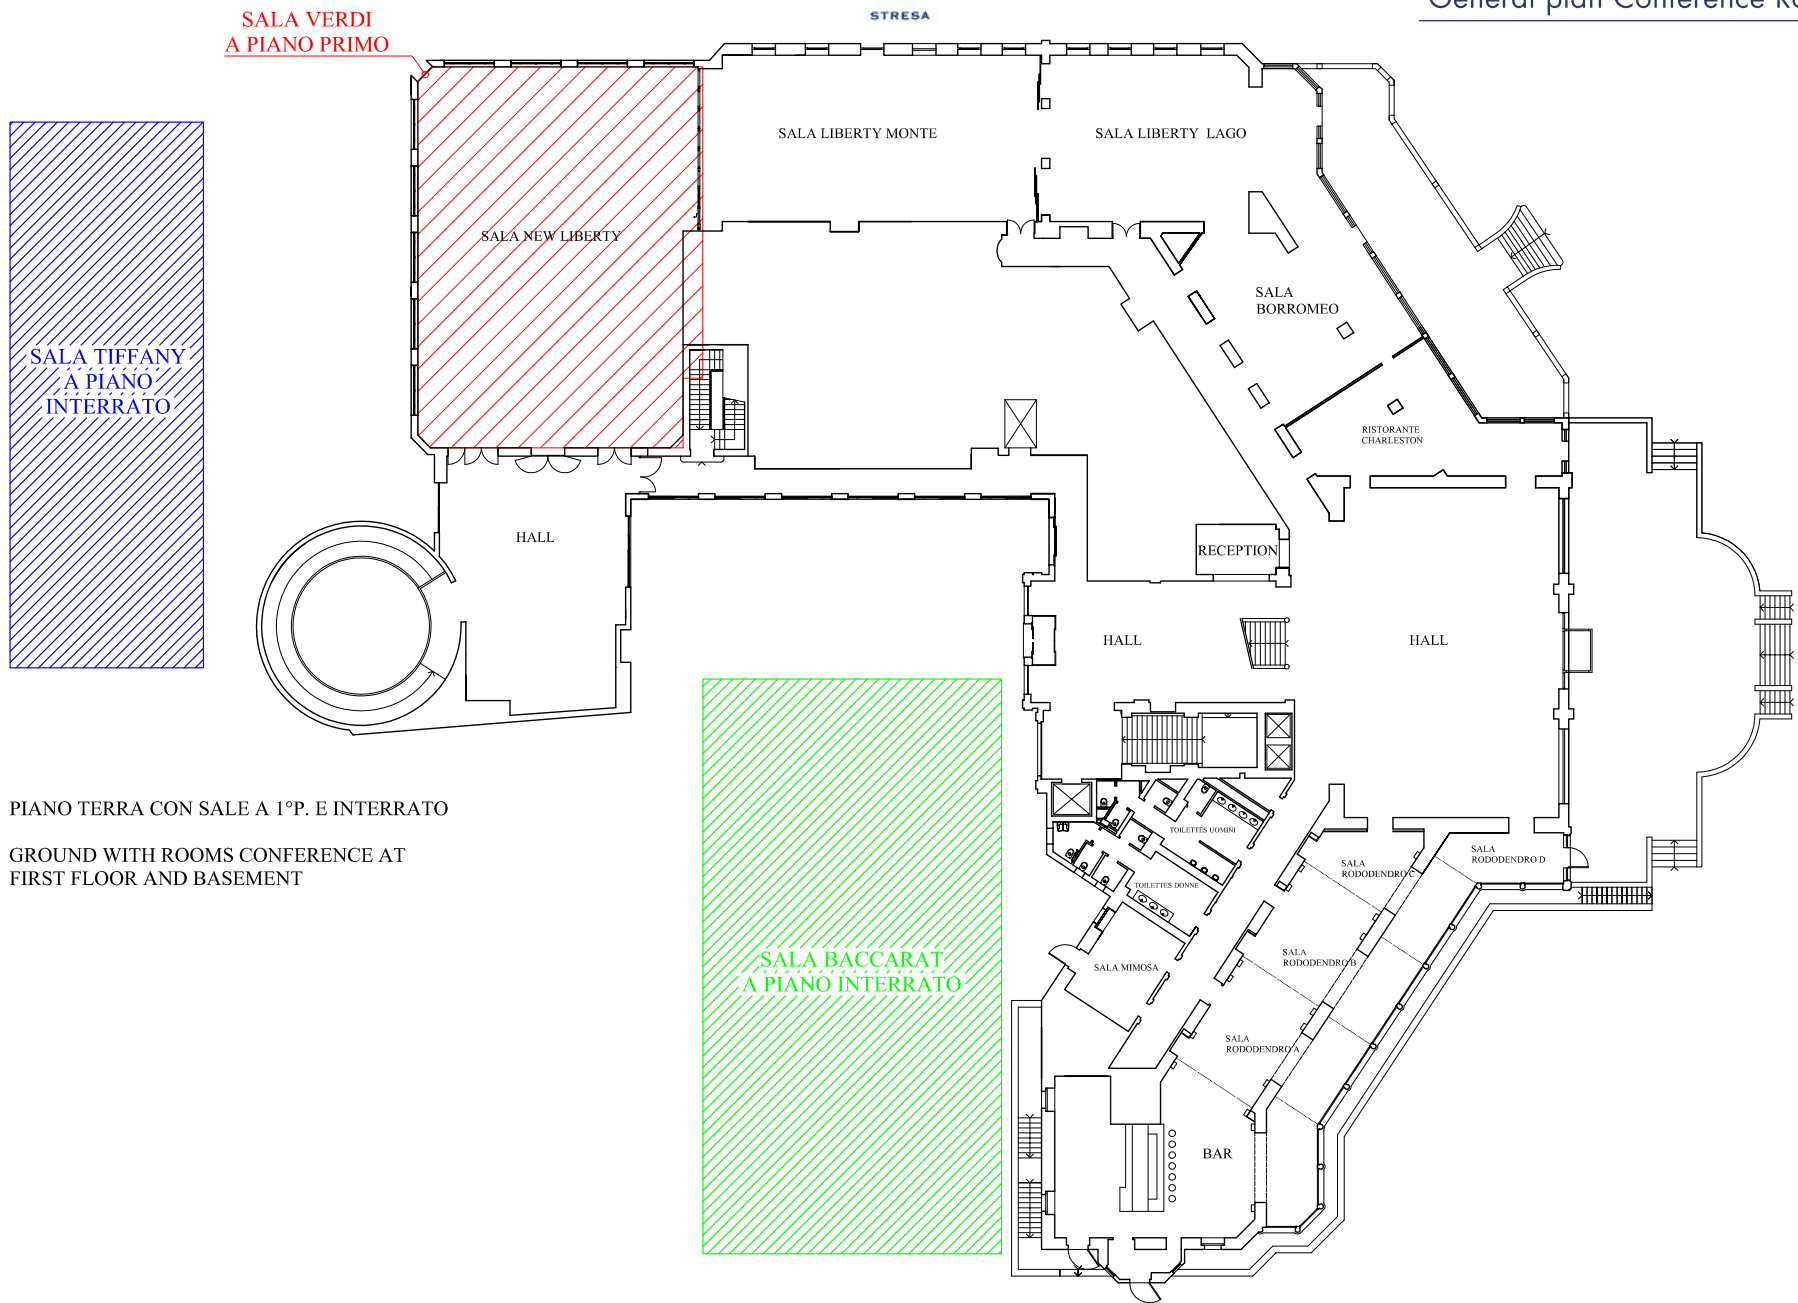 General plan Conference
STRESA
SALA VERDI
A PIANO PRIMO
SALA LIBERTY MONTE
SALA LIBERTY LAGO
SALA NEW LIBERTY
SALA
BORROMEO
SALA TIFFANY
A PIANO
INTERRATO
RISTORANTE
CHARLESTON
HALL
RECEPTION
HALL
HALL
PIANO TERRA CON SALE A 1°P. E INTERRATO
GROUND WITH ROOMS CONFERENCE AT
FIRST FLOOR AND BASEMENT
TOILETTES UOMINI
SALA
RODODENDRO D
SALA
RODODENDRO C
TOILETTES DONNE
SALA BACCARAT
A PIANO INTERRATO
SALA MIMOSA
SALA
RODODENDRO B
SALA
RODODENDRO A
BAR